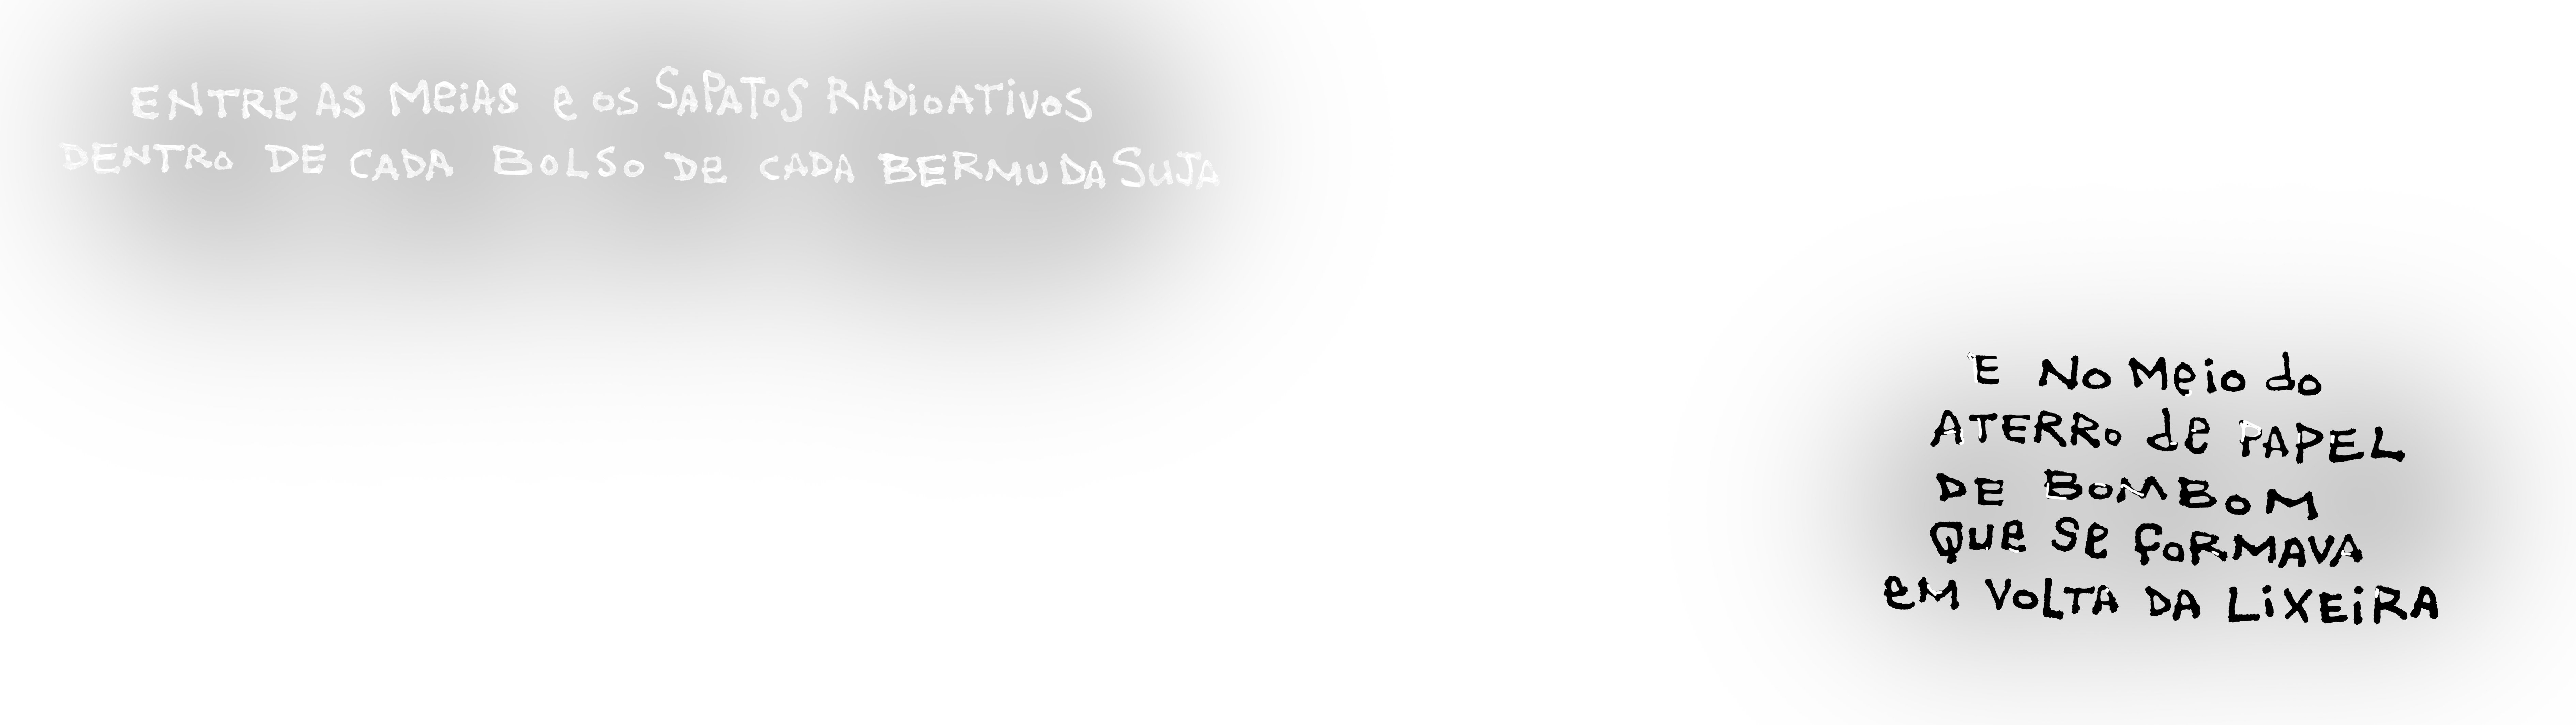 ENTRE AS MEIAS E OS SAPATOS RADIOATIVOS
DENTRO DE CADA BOLSO DE CADA BERMUDA SUJA
E NO MEIO DO
ATERRO DE PAPEL
DE BOMBOM
QUE SE FORMAVA
EM VOLTA DA LIXEIRA